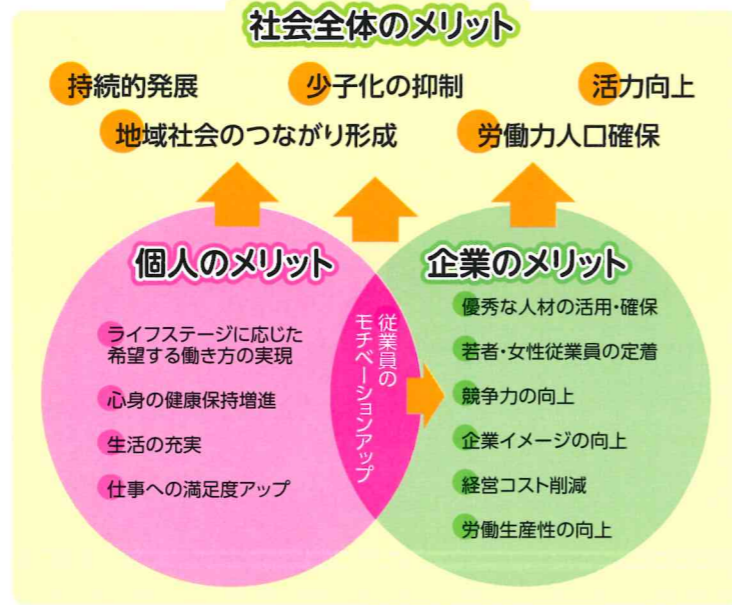 社会全体のメリット
持続的発展
少子化の抑制
活力向上
地域社会のつながり形成
労働力人口確保
個人のメリット
ライフステージに応じた
希望する働き方の実現
心身の健康保持増進
生活の充実
仕事への満足度アップ
従業員の
モチベーションアップ
企業のメリット
優秀な人材の活用・確保
若者・女性従業員の定着
競争力の向上
企業イメージの向上
経営コスト削減
労働生産性の向上